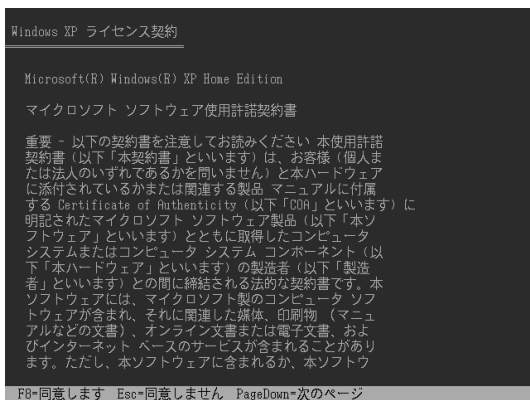 Windows XP ライセンス契約
Microsoft(R) Windows(R) XP Home Edition
マイクロソフト ソフトウェア使用許諾契約書
重要 - 以下の契約書を注意してお読みください 本使用許諾
契約書（以下「本契約書」といいます）は、お客様（個人ま
たは法人のいずれであるかを問いません）と本ハードウェア
に添付されているかまたは関連する製品 マニュアルに付属
する Certificate of Authenticity（以下「COA」といいます）に
明記されたマイクロソフト ソフトウェア製品（以下「本ソ
フトウェア」といいます）とともに取得したコンピュータ
システムまたはコンピュータ システム コンポーネント（以
下「本ハードウェア」といいます）の製造者（以下「製造
者」といいます）との間に締結される法的な契約書です。本
ソフトウェアには、マイクロソフト製のコンピュータ ソフ
トウェアが含まれ、それに関連した媒体、印刷物 （マニュ
アルなどの文書）、オンライン文書または電子文書、およ
びインターネット ベースのサービスが含まれることがあり
ます。ただし、本ソフトウェアに含まれるか、本ソフトウ
F8=同意します Esc=同意しません PageDown=次のページ